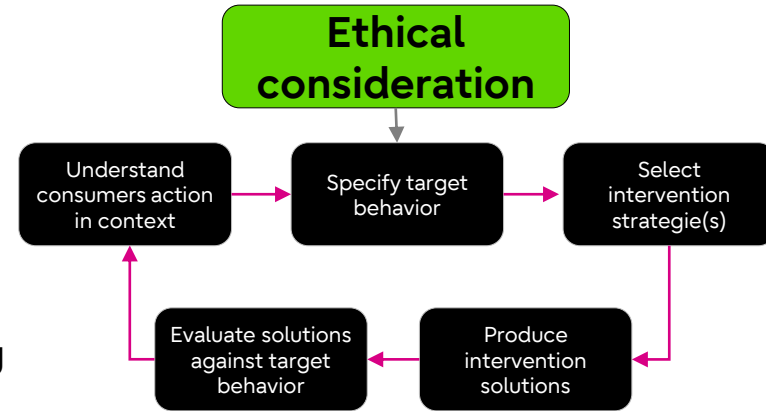 Ethical
consideration
Understand
consumers action
in context
Specify target
behavior
Select
intervention
strategie(s)
Evaluate solutions
against target
behavior
Produce
intervention
solutions